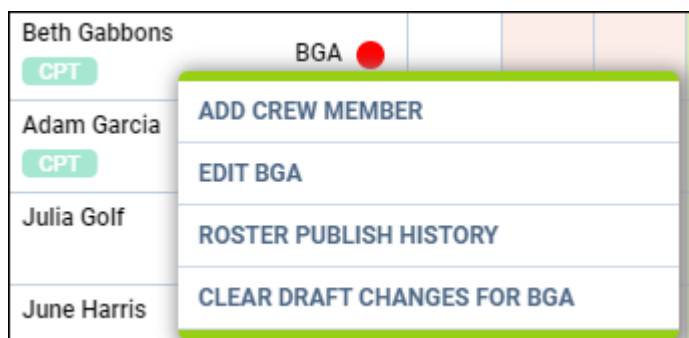 Beth Gabbons
BGA
CPT
ADD CREW MEMBER
Adam Garcia
CPT
EDIT BGA
Julia Golf
ROSTER PUBLISH HISTORY
CLEAR DRAFT CHANGES FOR BGA
June Harris